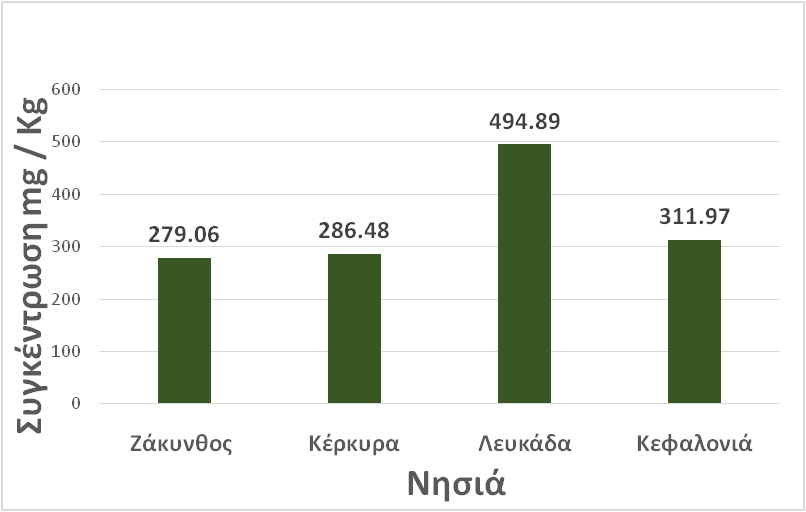 Συγκέντρωση mg / Kg
600
500
400
300
200
100
0
279.06
286.48
494.89
311.97
Ζάκυνθος
Κέρκυρα
Λευκάδα
Κεφαλονιά
Νησιά